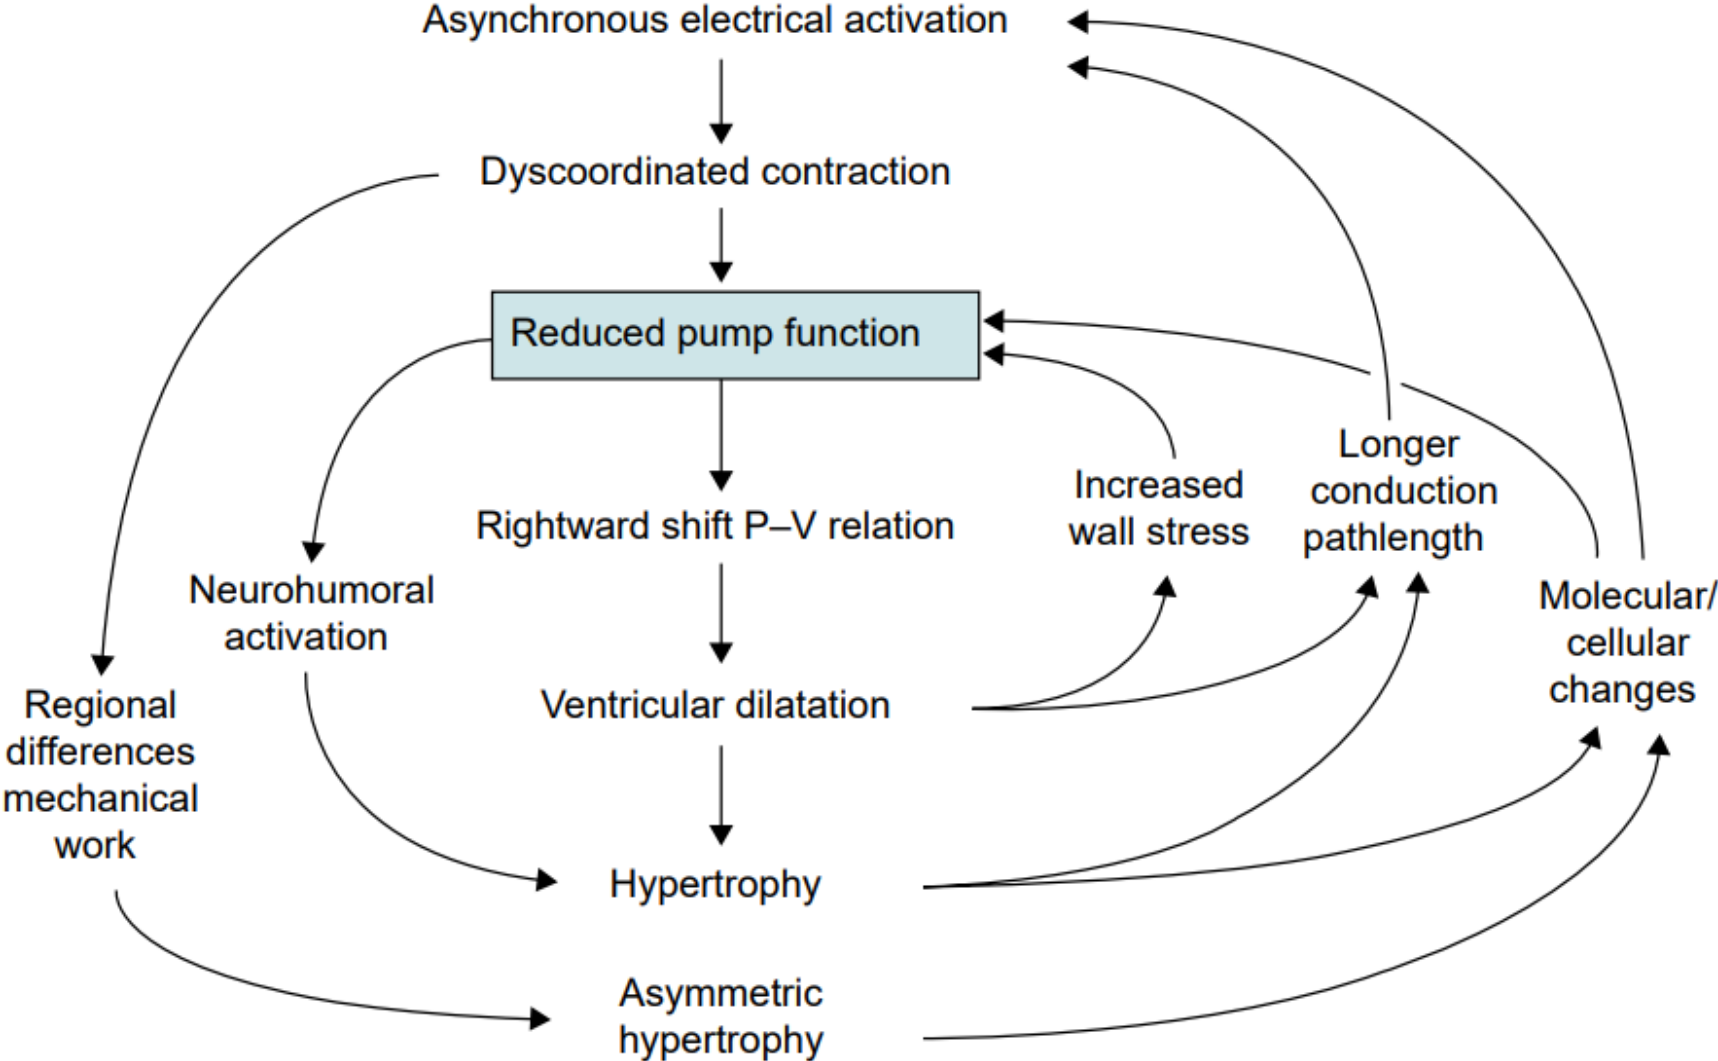 Asynchronous electrical activation
Dyscoordinated contraction
Reduced pump function
Rightward shift P–V relation
Ventricular dilatation
Hypertrophy
Asymmetric
hypertrophy
Neurohumoral
activation
Regional
differences
mechanical
work
Increased
wall stress
Longer
conduction
pathlength
Molecular/
cellular
changes